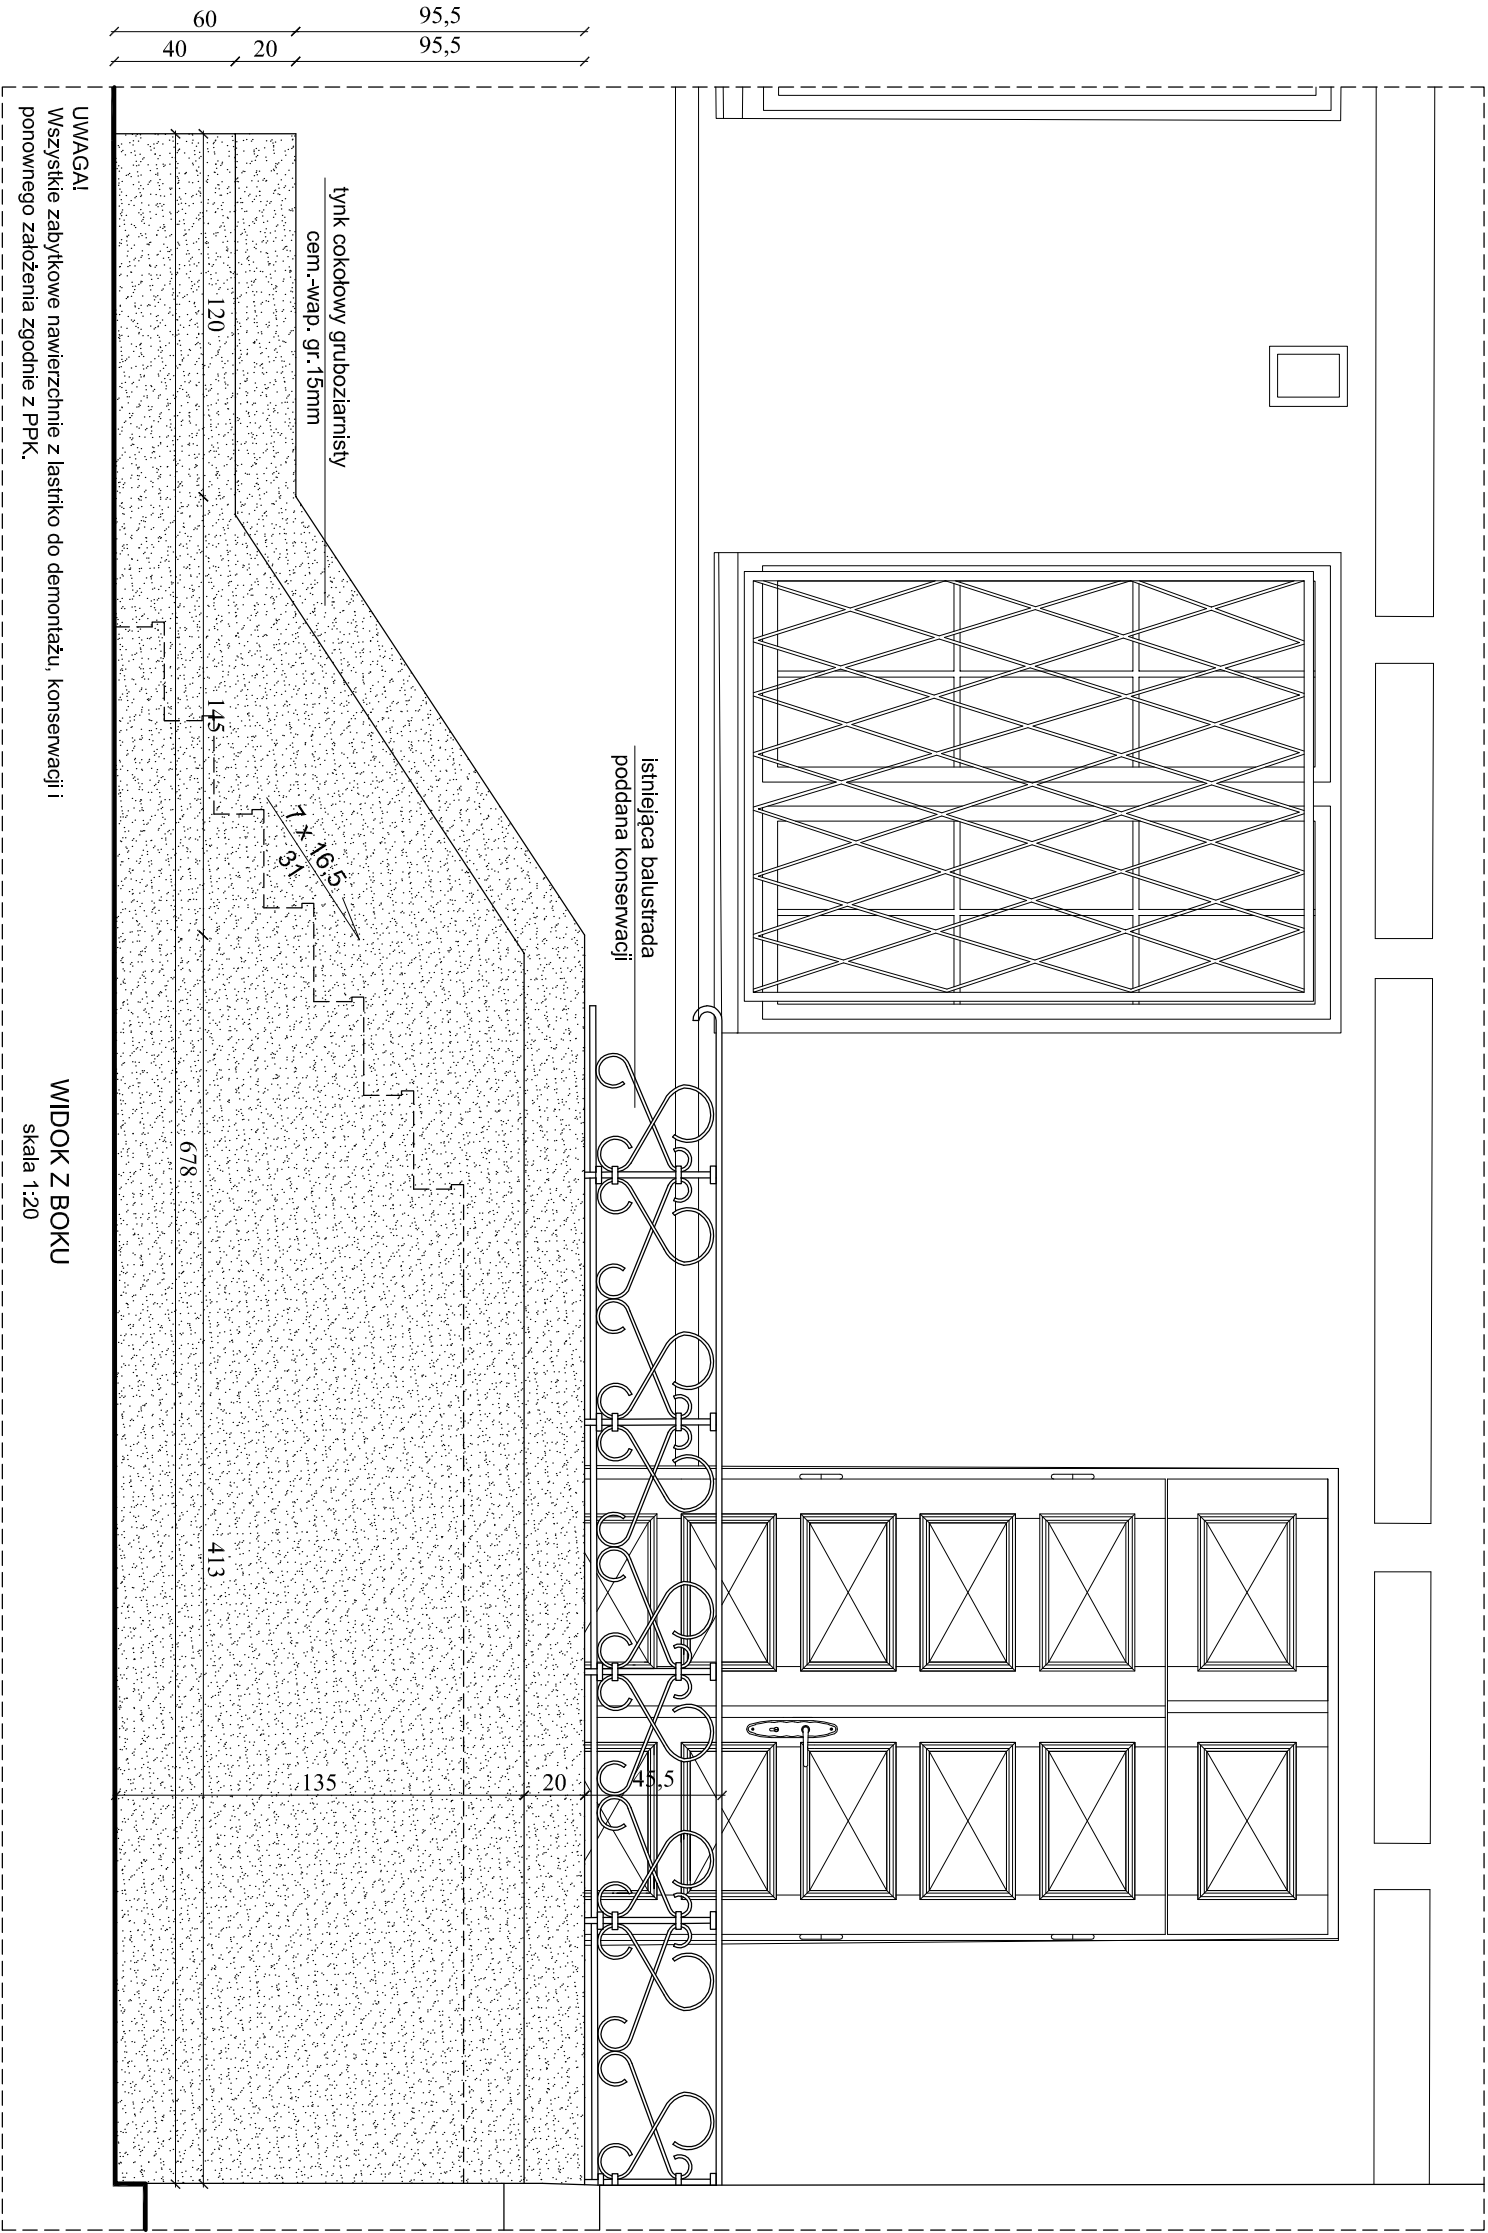 60
95,5
40
20
95,5
tynk cokołowy gruboziarnisty
cem.-wap. gr.15mm
istniejąca balustrada
poddana konserwacji
120
145
7 x 16,5
31
678
413
135
20
45,5
UWAGA!
Wszystkie zabytkowe nawierzchnie z lastriko do demontażu, konserwacji i
ponownego założenia zgodnie z PPK.
WIDOK Z BOKU
skala 1:20